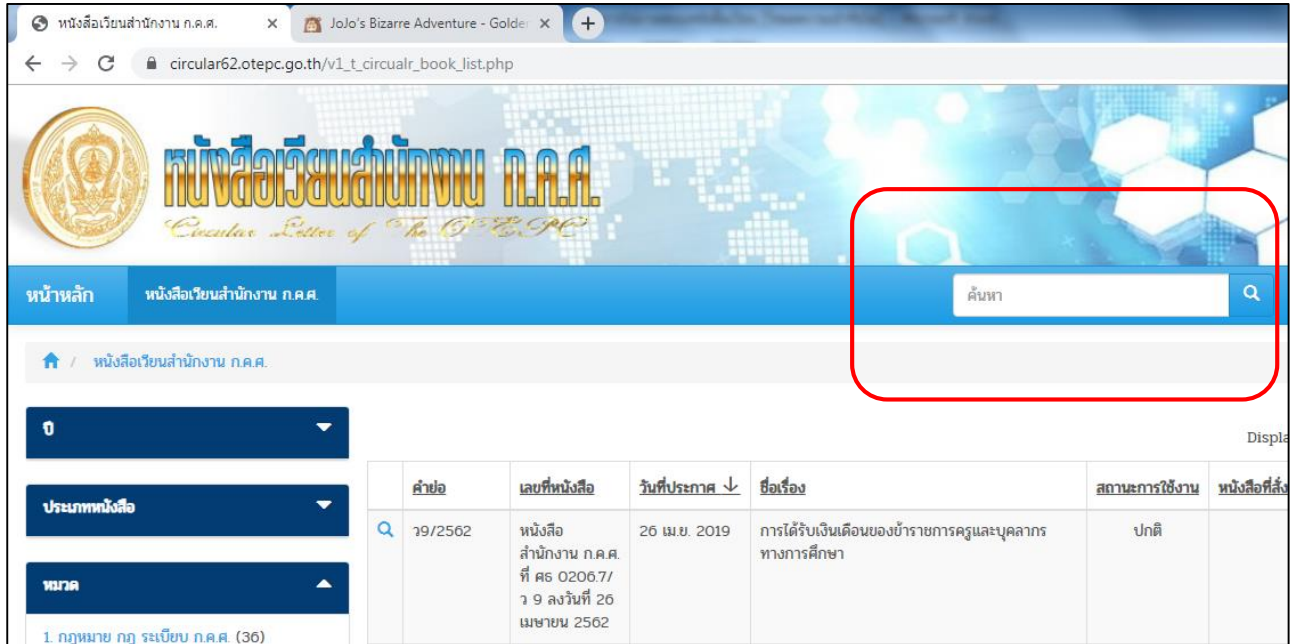 หนังสือเวียนสำนักงาน ก.ค.ศ.
JoJo's Bizarre Adventure - Golde
circular62.otepc.go.th/v1_t_circualr_book_list.php
หนังสือเวียนสำนักงาน ก.ค.ศ.
Circular Letter of The OTEPC
หน้าหลัก หนังสือเวียนสำนักงาน ก.ค.ศ. ค้นหา
/ หนังสือเวียนสำนักงาน ก.ค.ศ.
ปี
Displa
คำย่อ เลขที่หนังสือ วันที่ประกาศ ชื่อเรื่อง สถานะการใช้งาน หนังสือที่สั่ง
ประเภทหนังสือ
ว9/2562 หนังสือ 26 เม.ย. 2019 การได้รับเงินเดือนของข้าราชการครูและบุคลากร ปกติ
สำนักงาน ก.ค.ศ. ทางการศึกษา
ที่ ศธ 0206.7/
ว 9 ลงวันที่ 26
เมษายน 2562
หมวด
1. กฎหมาย กฎ ระเบียบ ก.ค.ศ. (36)